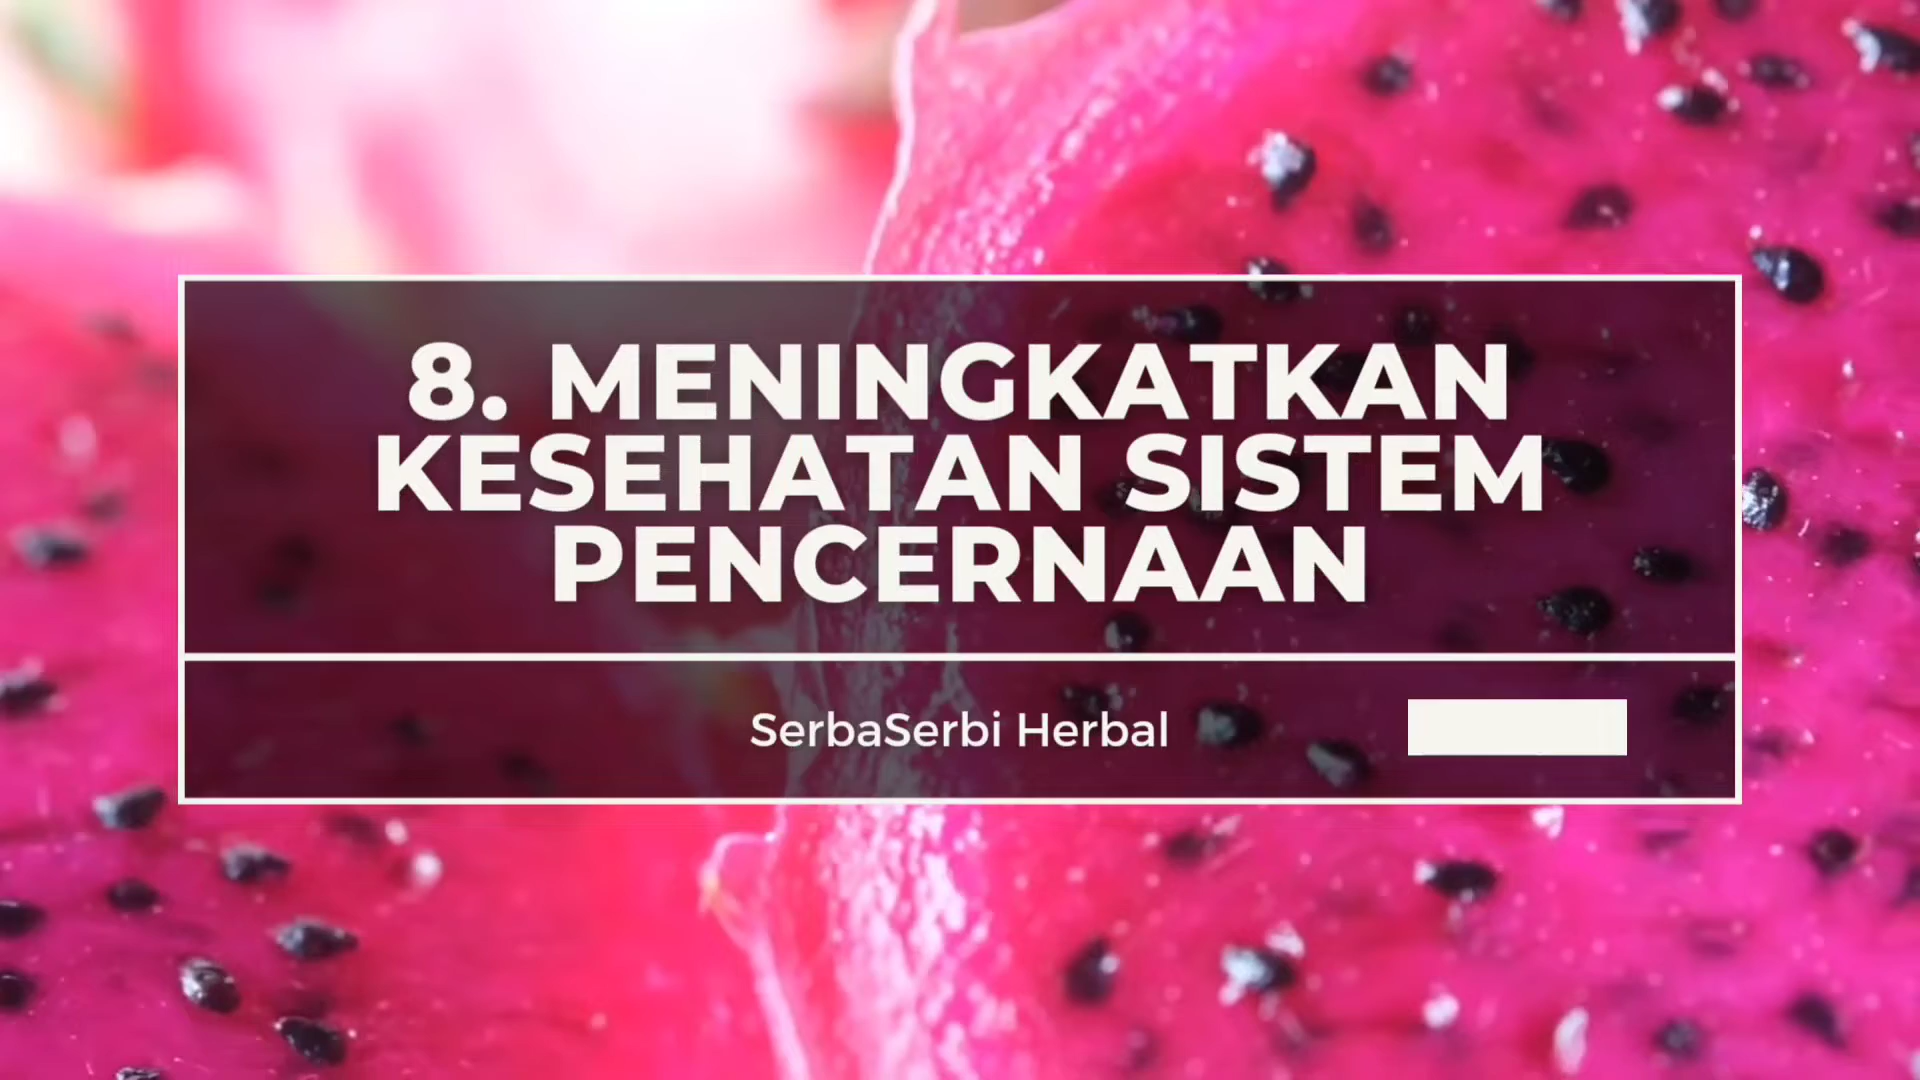 8. MENINGKATKAN
KESEHATAN SISTEM
PENCERNAAN
SerbaSerbi Herbal